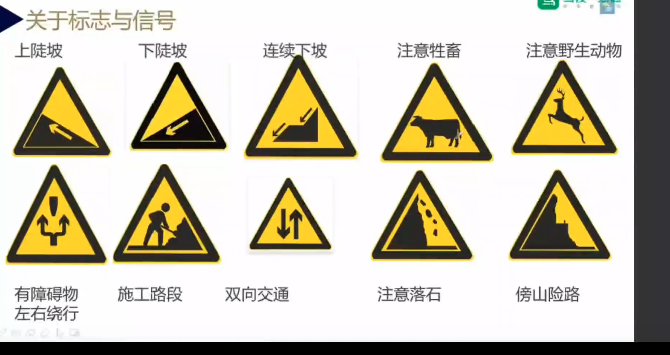 关于标志与信号
上陡坡 下陡坡 连续下坡 注意牲畜 注意野生动物
有障碍物 施工路段 双向交通 注意落石 傍山险路
左右绕行